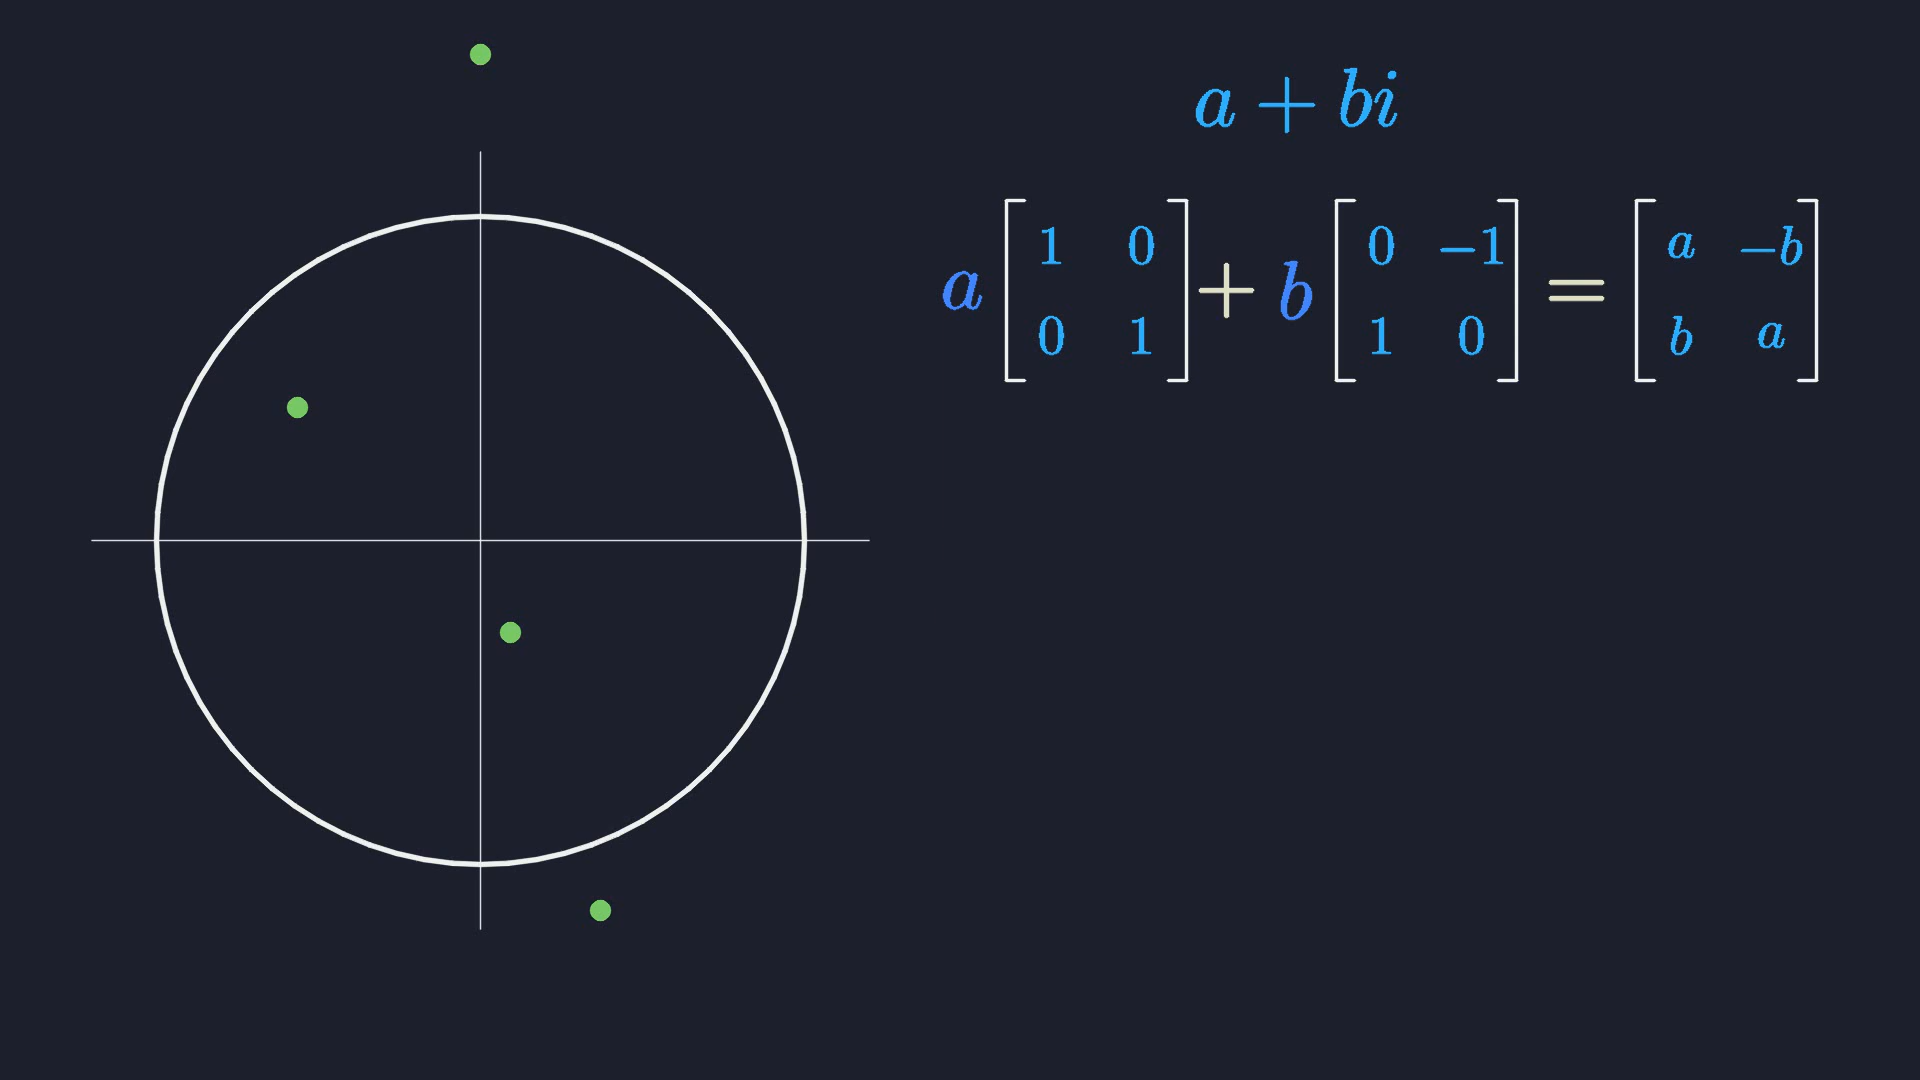 a + bi
a [1 0; 0 1] + b [0 −1; 1 0] = [a −b; b a]